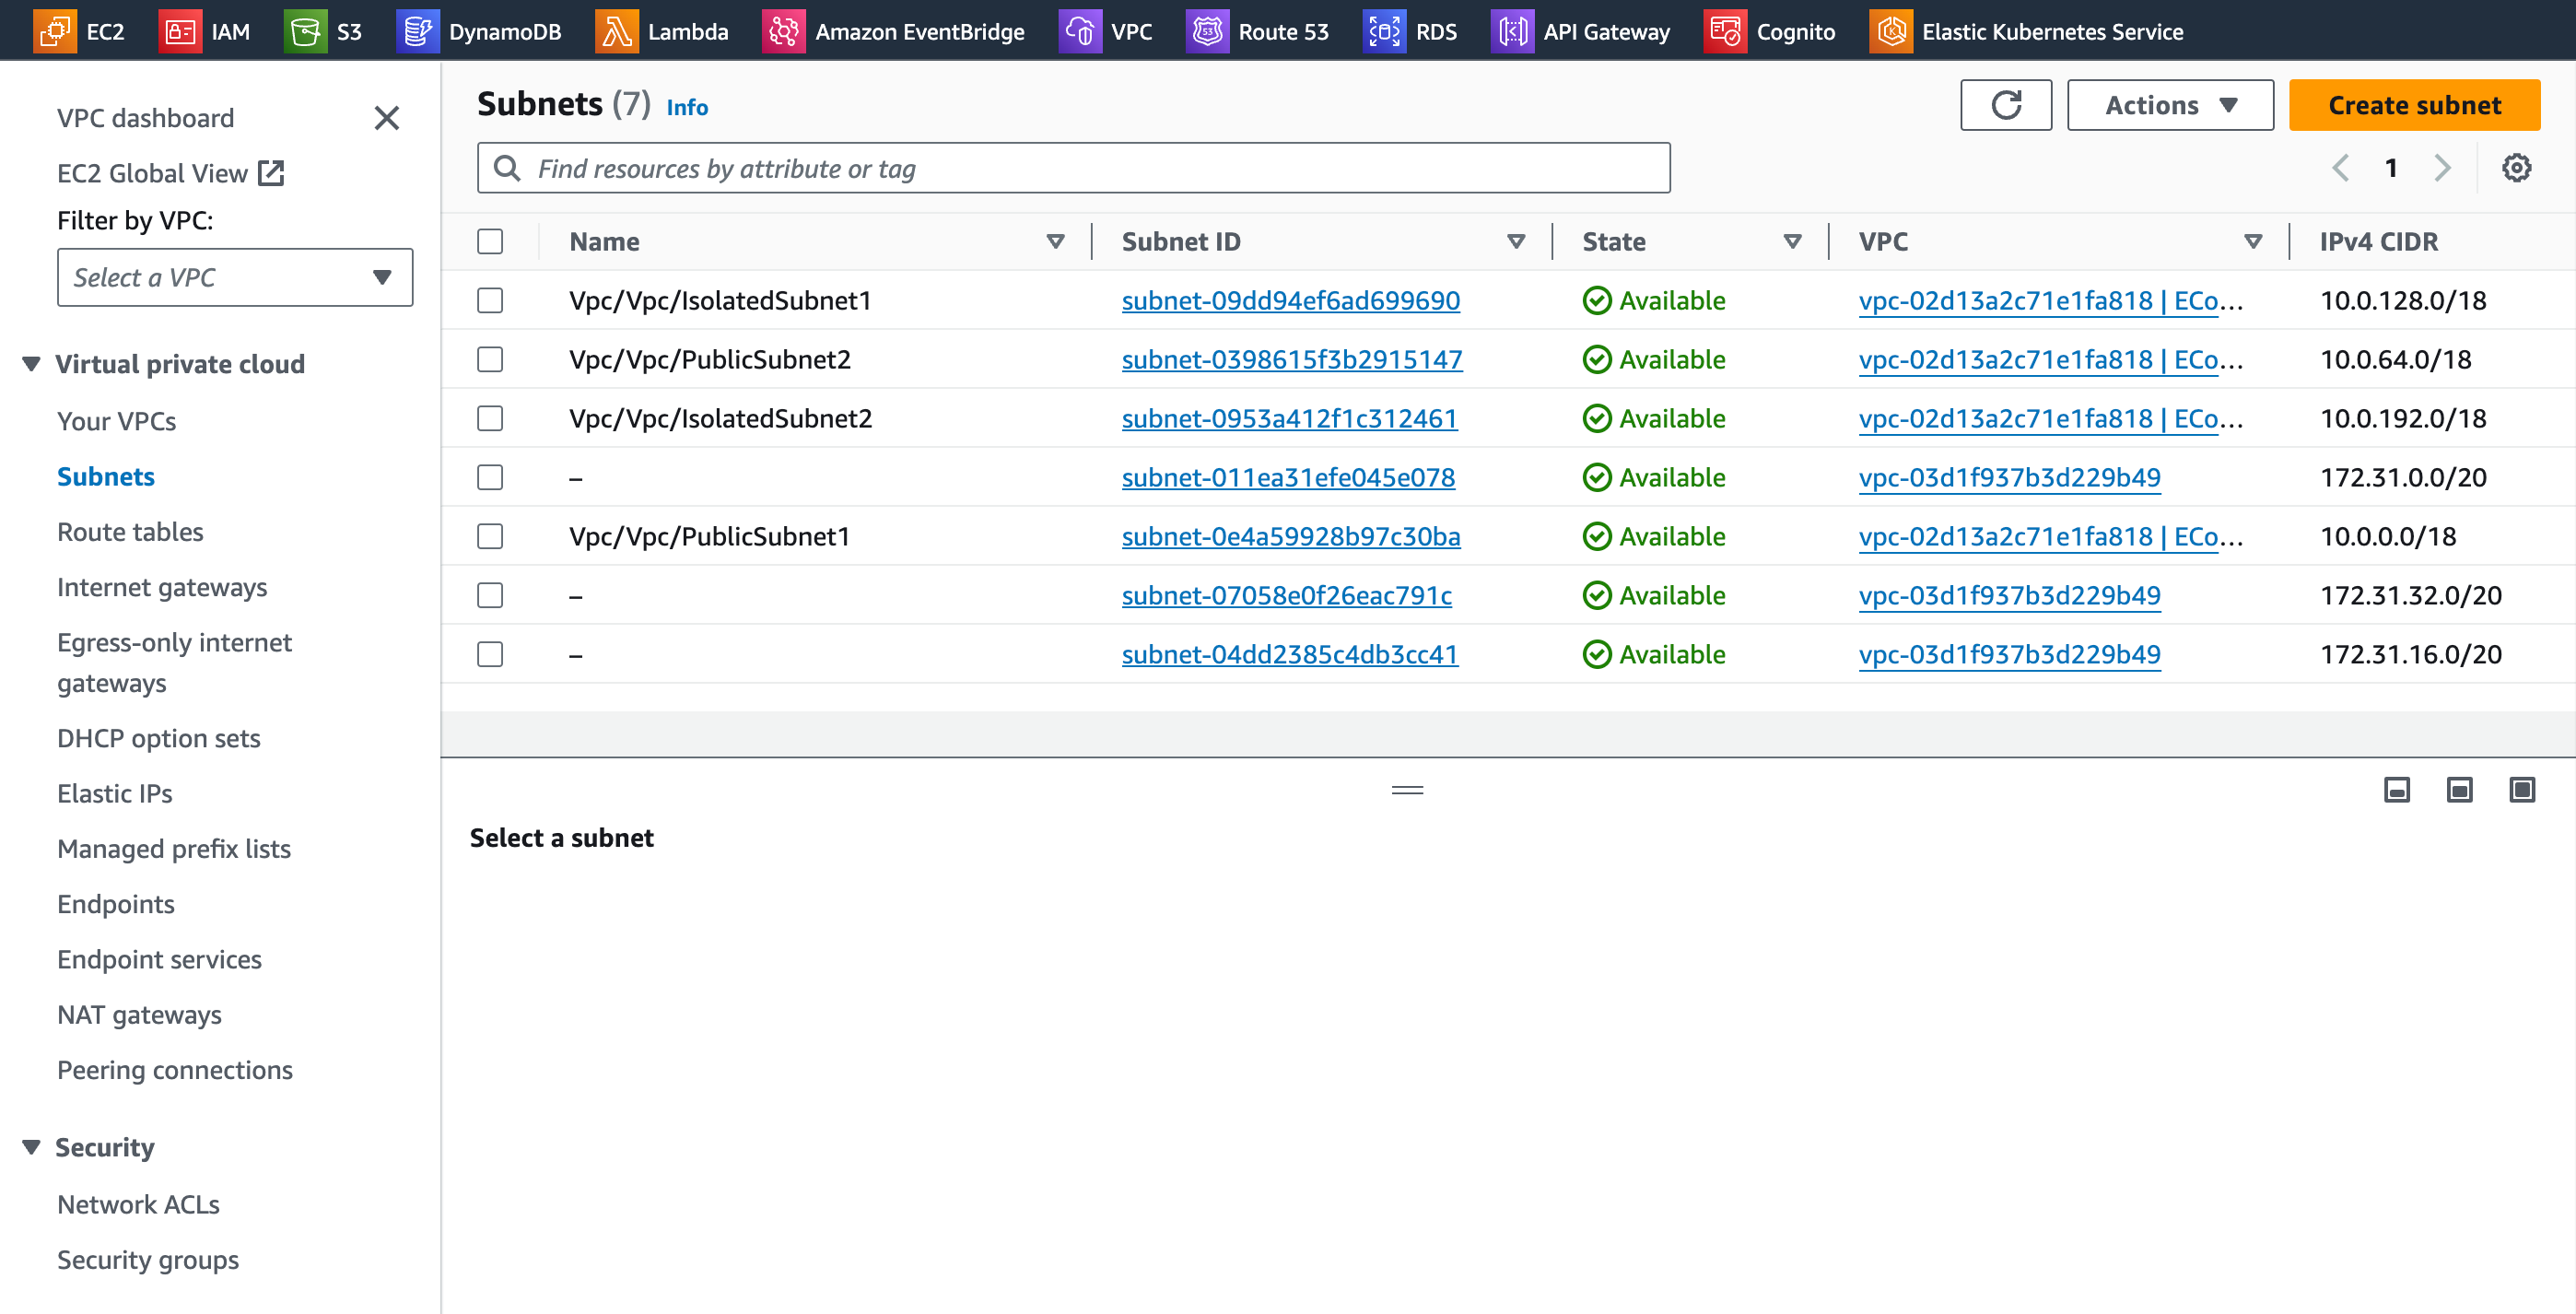 EC2 IAM S3 DynamoDB Lambda Amazon EventBridge VPC Route 53 RDS API Gateway Cognito Elastic Kubernetes Service
VPC dashboard
EC2 Global View
Filter by VPC:
Select a VPC
Virtual private cloud
Your VPCs
Subnets
Route tables
Internet gateways
Egress-only internet
gateways
DHCP option sets
Elastic IPs
Managed prefix lists
Endpoints
Endpoint services
NAT gateways
Peering connections
Security
Network ACLs
Security groups
Subnets (7) Info
Actions
Create subnet
Find resources by attribute or tag
1
Name Subnet ID State VPC IPv4 CIDR
Vpc/Vpc/IsolatedSubnet1 subnet-09dd94ef6ad699690 Available vpc-02d13a2c71e1fa818 | ECo… 10.0.128.0/18
Vpc/Vpc/PublicSubnet2 subnet-0398615f3b2915147 Available vpc-02d13a2c71e1fa818 | ECo… 10.0.64.0/18
Vpc/Vpc/IsolatedSubnet2 subnet-0953a412f1c312461 Available vpc-02d13a2c71e1fa818 | ECo… 10.0.192.0/18
– subnet-011ea31efe045e078 Available vpc-03d1f937b3d229b49 172.31.0.0/20
Vpc/Vpc/PublicSubnet1 subnet-0e4a59928b97c30ba Available vpc-02d13a2c71e1fa818 | ECo… 10.0.0.0/18
– subnet-07058e0f26eac791c Available vpc-03d1f937b3d229b49 172.31.32.0/20
– subnet-04dd2385c4db3cc41 Available vpc-03d1f937b3d229b49 172.31.16.0/20
Select a subnet